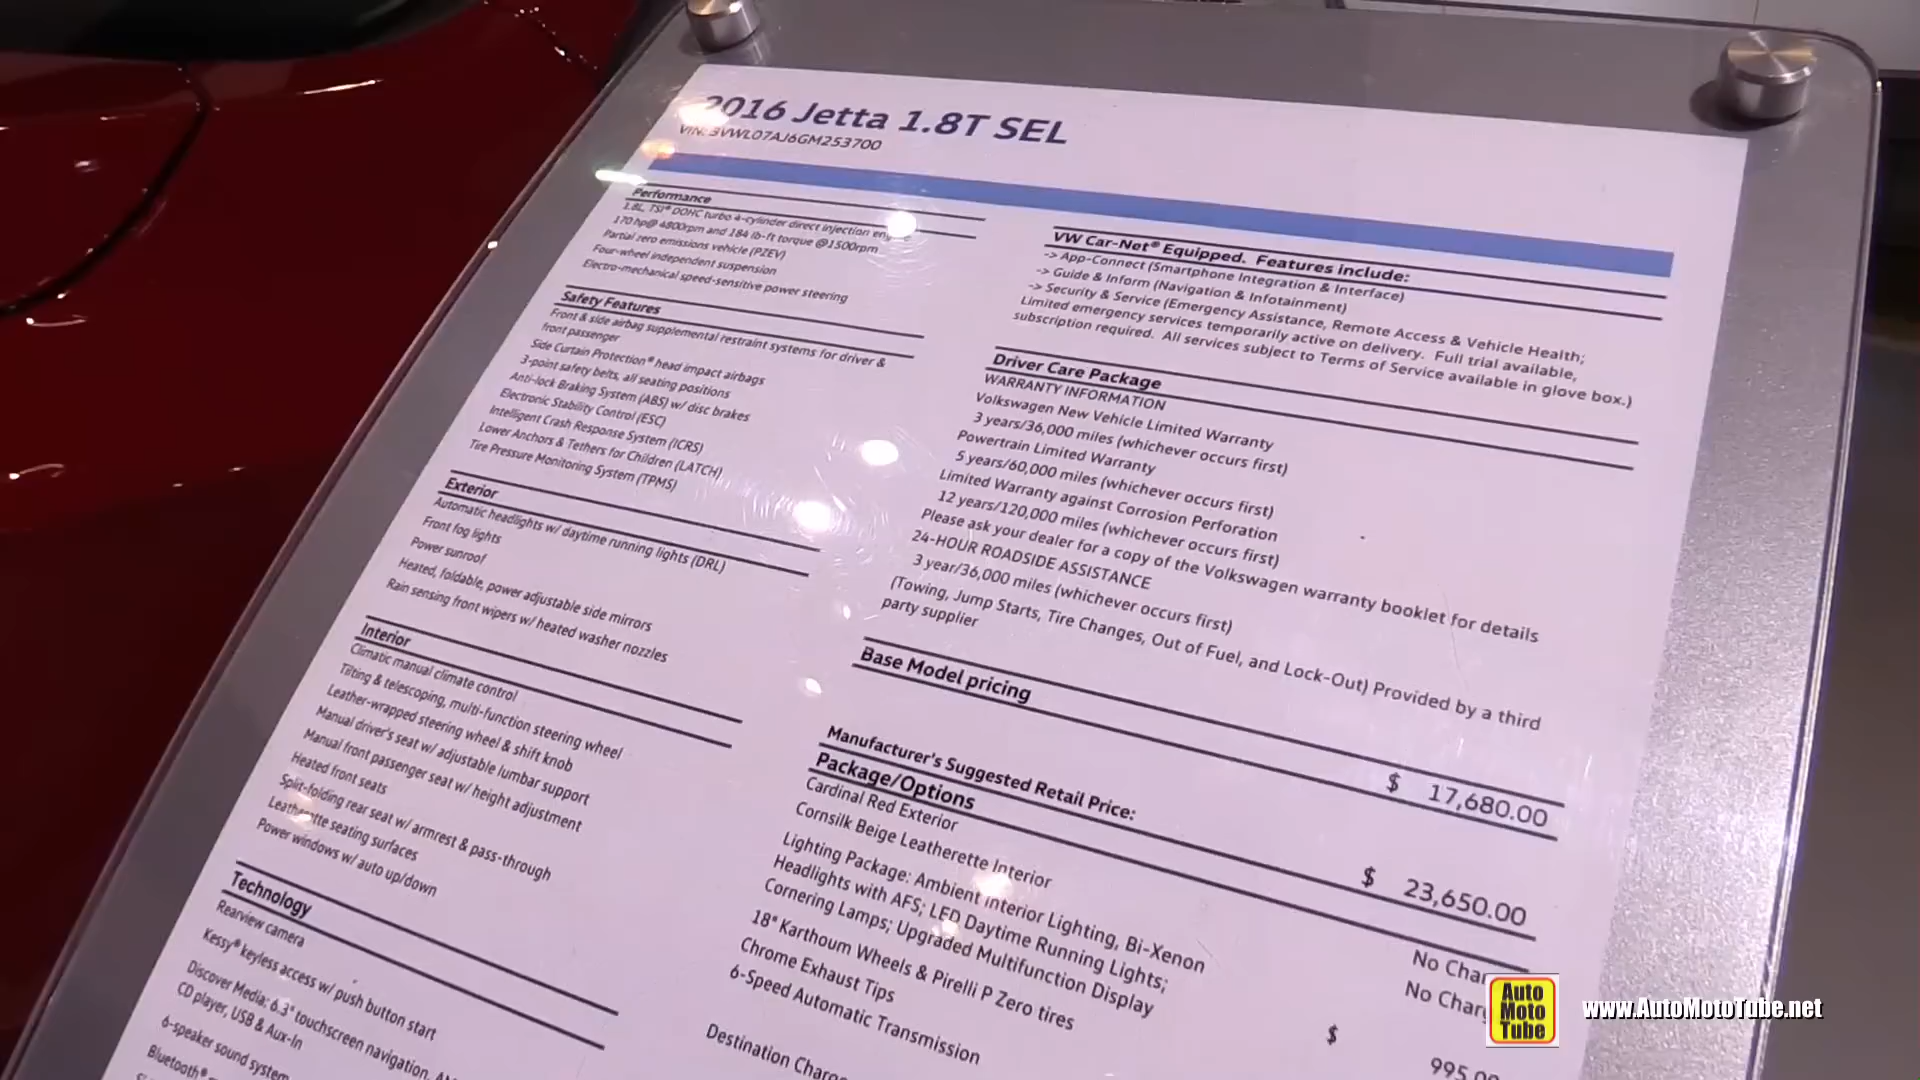 2016 Jetta 1.8T SEL
VIN: 3VWL07AJ6GM253700
Performance
1.8L, TSI® DOHC turbo 4-cylinder direct injection engine
170 hp@ 4800rpm and 184 lb-ft torque @1500rpm
Partial zero emissions vehicle (PZEV)
Four-wheel independent suspension
Electro-mechanical speed-sensitive power steering
Safety Features
Front & side airbag supplemental restraint systems for driver &
front passenger
Side Curtain Protection® head impact airbags
3-point safety belts, all seating positions
Anti-lock Braking System (ABS) w/ disc brakes
Electronic Stability Control (ESC)
Intelligent Crash Response System (ICRS)
Lower Anchors & Tethers for Children (LATCH)
Tire Pressure Monitoring System (TPMS)
Exterior
Automatic headlights w/ daytime running lights (DRL)
Front fog lights
Power sunroof
Heated, foldable, power adjustable side mirrors
Rain sensing front wipers w/ heated washer nozzles
Interior
Climatic manual climate control
Tilting & telescoping, multi-function steering wheel
Leather-wrapped steering wheel & shift knob
Manual driver's seat w/ adjustable lumbar support
Manual front passenger seat w/ height adjustment
Heated front seats
Split-folding rear seat w/ armrest & pass-through
Leatherette seating surfaces
Power windows w/ auto up/down
Technology
Rearview camera
Kessy® keyless access w/ push button start
Discover Media: 6.3" touchscreen navigation,
CD player, USB & Aux-In
6-speaker sound system
Bluetooth®
VW Car-Net® Equipped. Features include:
-> App-Connect (Smartphone Integration & Interface)
-> Guide & Inform (Navigation & Infotainment)
-> Security & Service (Emergency Assistance, Remote Access & Vehicle Health;
Limited emergency services temporarily active on delivery. Full trial available,
subscription required. All services subject to Terms of Service available in glove box.)
Driver Care Package
WARRANTY INFORMATION
Volkswagen New Vehicle Limited Warranty
3 years/36,000 miles (whichever occurs first)
Powertrain Limited Warranty
5 years/60,000 miles (whichever occurs first)
Limited Warranty against Corrosion Perforation
12 years/120,000 miles (whichever occurs first)
Please ask your dealer for a copy of the Volkswagen warranty booklet for details
24-HOUR ROADSIDE ASSISTANCE
3 year/36,000 miles (whichever occurs first)
(Towing, Jump Starts, Tire Changes, Out of Fuel, and Lock-Out) Provided by a third
party supplier
Base Model pricing $ 17,680.00
Manufacturer's Suggested Retail Price: $ 23,650.00
Package/Options
Cardinal Red Exterior No Char
Cornsilk Beige Leatherette Interior No Charg
Lighting Package: Ambient Interior Lighting, Bi-Xenon $ 995.00
Headlights with AFS; LED Daytime Running Lights;
Cornering Lamps; Upgraded Multifunction Display
18" Karthoum Wheels & Pirelli P Zero tires
Chrome Exhaust Tips
6-Speed Automatic Transmission
Destination Charg
Auto
Moto
Tube
www.AutoMotoTube.net